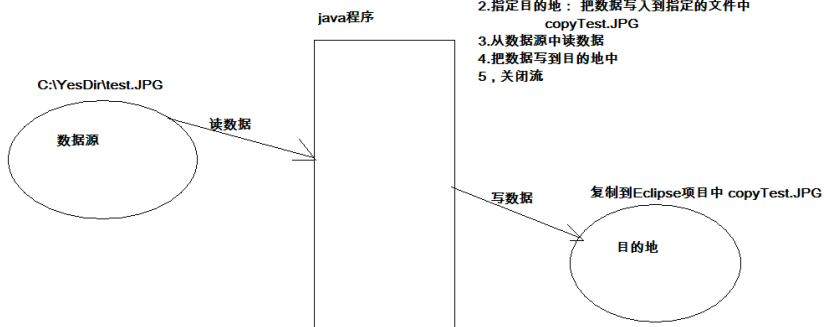 2.指定目的地： 把数据写入到指定的文件中
copyTest.JPG
java程序
3.从数据源中读数据
4.把数据写到目的地中
5，关闭流
C:\YesDir\test.JPG
读数据
数据源
写数据
复制到Eclipse项目中 copyTest.JPG
目的地